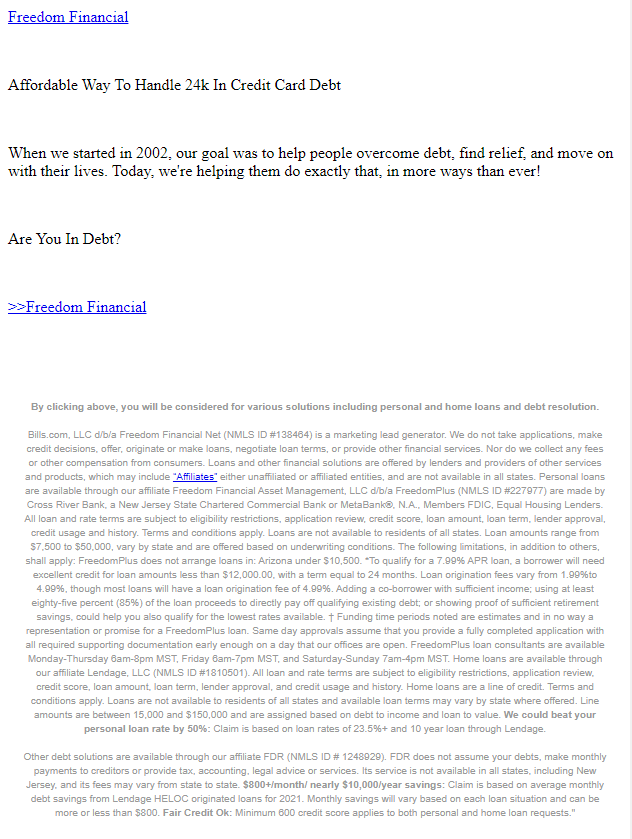 Freedom Financial
Affordable Way To Handle 24k In Credit Card Debt
When we started in 2002, our goal was to help people overcome debt, find relief, and move on
with their lives. Today, we're helping them do exactly that, in more ways than ever!
Are You In Debt?
>>Freedom Financial
By clicking above, you will be considered for various solutions including personal and home loans and debt resolution.
Bills.com, LLC d/b/a Freedom Financial Net (NMLS ID #138464) is a marketing lead generator. We do not take applications, make
credit decisions, offer, originate or make loans, negotiate loan terms, or provide other financial services. Nor do we collect any fees
or other compensation from consumers. Loans and other financial solutions are offered by lenders and providers of other services
and products, which may include "Affiliates" either unaffiliated or affiliated entities, and are not available in all states. Personal loans
are available through our affiliate Freedom Financial Asset Management, LLC d/b/a FreedomPlus (NMLS ID #227977) are made by
Cross River Bank, a New Jersey State Chartered Commercial Bank or MetaBank®, N.A., Members FDIC, Equal Housing Lenders.
All loan and rate terms are subject to eligibility restrictions, application review, credit score, loan amount, loan term, lender approval,
credit usage and history. Terms and conditions apply. Loans are not available to residents of all states. Loan amounts range from
$7,500 to $50,000, vary by state and are offered based on underwriting conditions. The following limitations, in addition to others,
shall apply: FreedomPlus does not arrange loans in: Arizona under $10,500. *To qualify for a 7.99% APR loan, a borrower will need
excellent credit for loan amounts less than $12,000.00, with a term equal to 24 months. Loan origination fees vary from 1.99%to
4.99%, though most loans will have a loan origination fee of 4.99%. Adding a co-borrower with sufficient income; using at least
eighty-five percent (85%) of the loan proceeds to directly pay off qualifying existing debt; or showing proof of sufficient retirement
savings, could help you also qualify for the lowest rates available. † Funding time periods noted are estimates and in no way a
representation or promise for a FreedomPlus loan. Same day approvals assume that you provide a fully completed application with
all required supporting documentation early enough on a day that our offices are open. FreedomPlus loan consultants are available
Monday-Thursday 6am-8pm MST, Friday 6am-7pm MST, and Saturday-Sunday 7am-4pm MST. Home loans are available through
our affiliate Lendage, LLC (NMLS ID #1810501). All loan and rate terms are subject to eligibility restrictions, application review,
credit score, loan amount, loan term, lender approval, and credit usage and history. Home loans are a line of credit. Terms and
conditions apply. Loans are not available to residents of all states and available loan terms may vary by state where offered. Line
amounts are between 15,000 and $150,000 and are assigned based on debt to income and loan to value. We could beat your
personal loan rate by 50%: Claim is based on loan rates of 23.5%+ and 10 year loan through Lendage.
Other debt solutions are available through our affiliate FDR (NMLS ID # 1248929). FDR does not assume your debts, make monthly
payments to creditors or provide tax, accounting, legal advice or services. Its service is not available in all states, including New
Jersey, and its fees may vary from state to state. $800+/month/ nearly $10,000/year savings: Claim is based on average monthly
debt savings from Lendage HELOC originated loans for 2021. Monthly savings will vary based on each loan situation and can be
more or less than $800. Fair Credit Ok: Minimum 600 credit score applies to both personal and home loan requests."